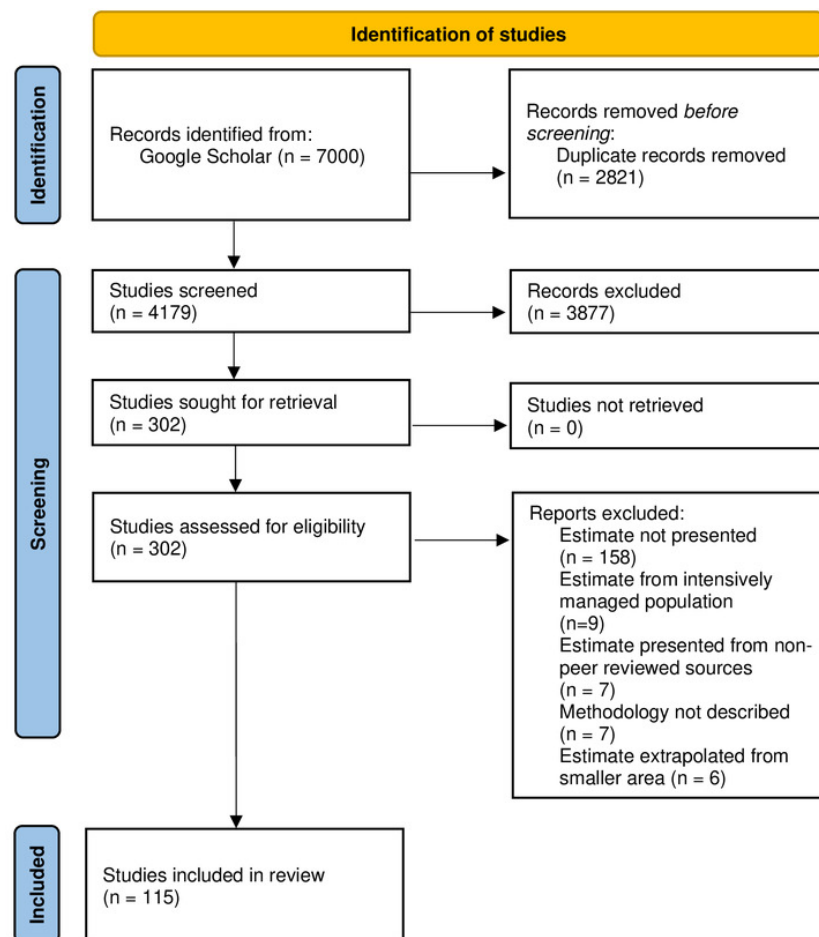 Identification of studies
Identification
Records identified from:
Google Scholar (n = 7000)
Records removed before
screening:
Duplicate records removed
(n = 2821)
Screening
Studies screened
(n = 4179)
Records excluded
(n = 3877)
Studies sought for retrieval
(n = 302)
Studies not retrieved
(n = 0)
Studies assessed for eligibility
(n = 302)
Reports excluded:
Estimate not presented
(n = 158)
Estimate from intensively
managed population
(n=9)
Estimate presented from non-
peer reviewed sources
(n = 7)
Methodology not described
(n = 7)
Estimate extrapolated from
smaller area (n = 6)
Included
Studies included in review
(n = 115)